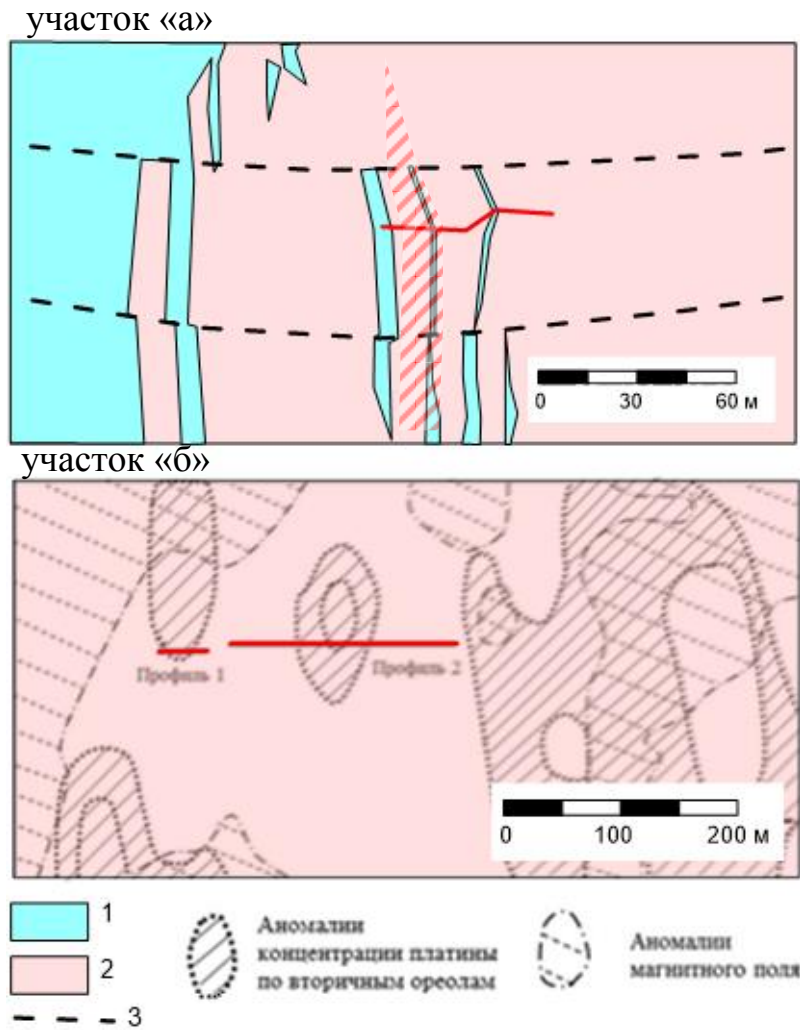 участок «а»
0 30 60 м
участок «б»
Профиль 1
Профиль 2
0 100 200 м
1
2
3
Аномалии
концентрации платины
по вторичным ореолам
Аномалии
магнитного поля